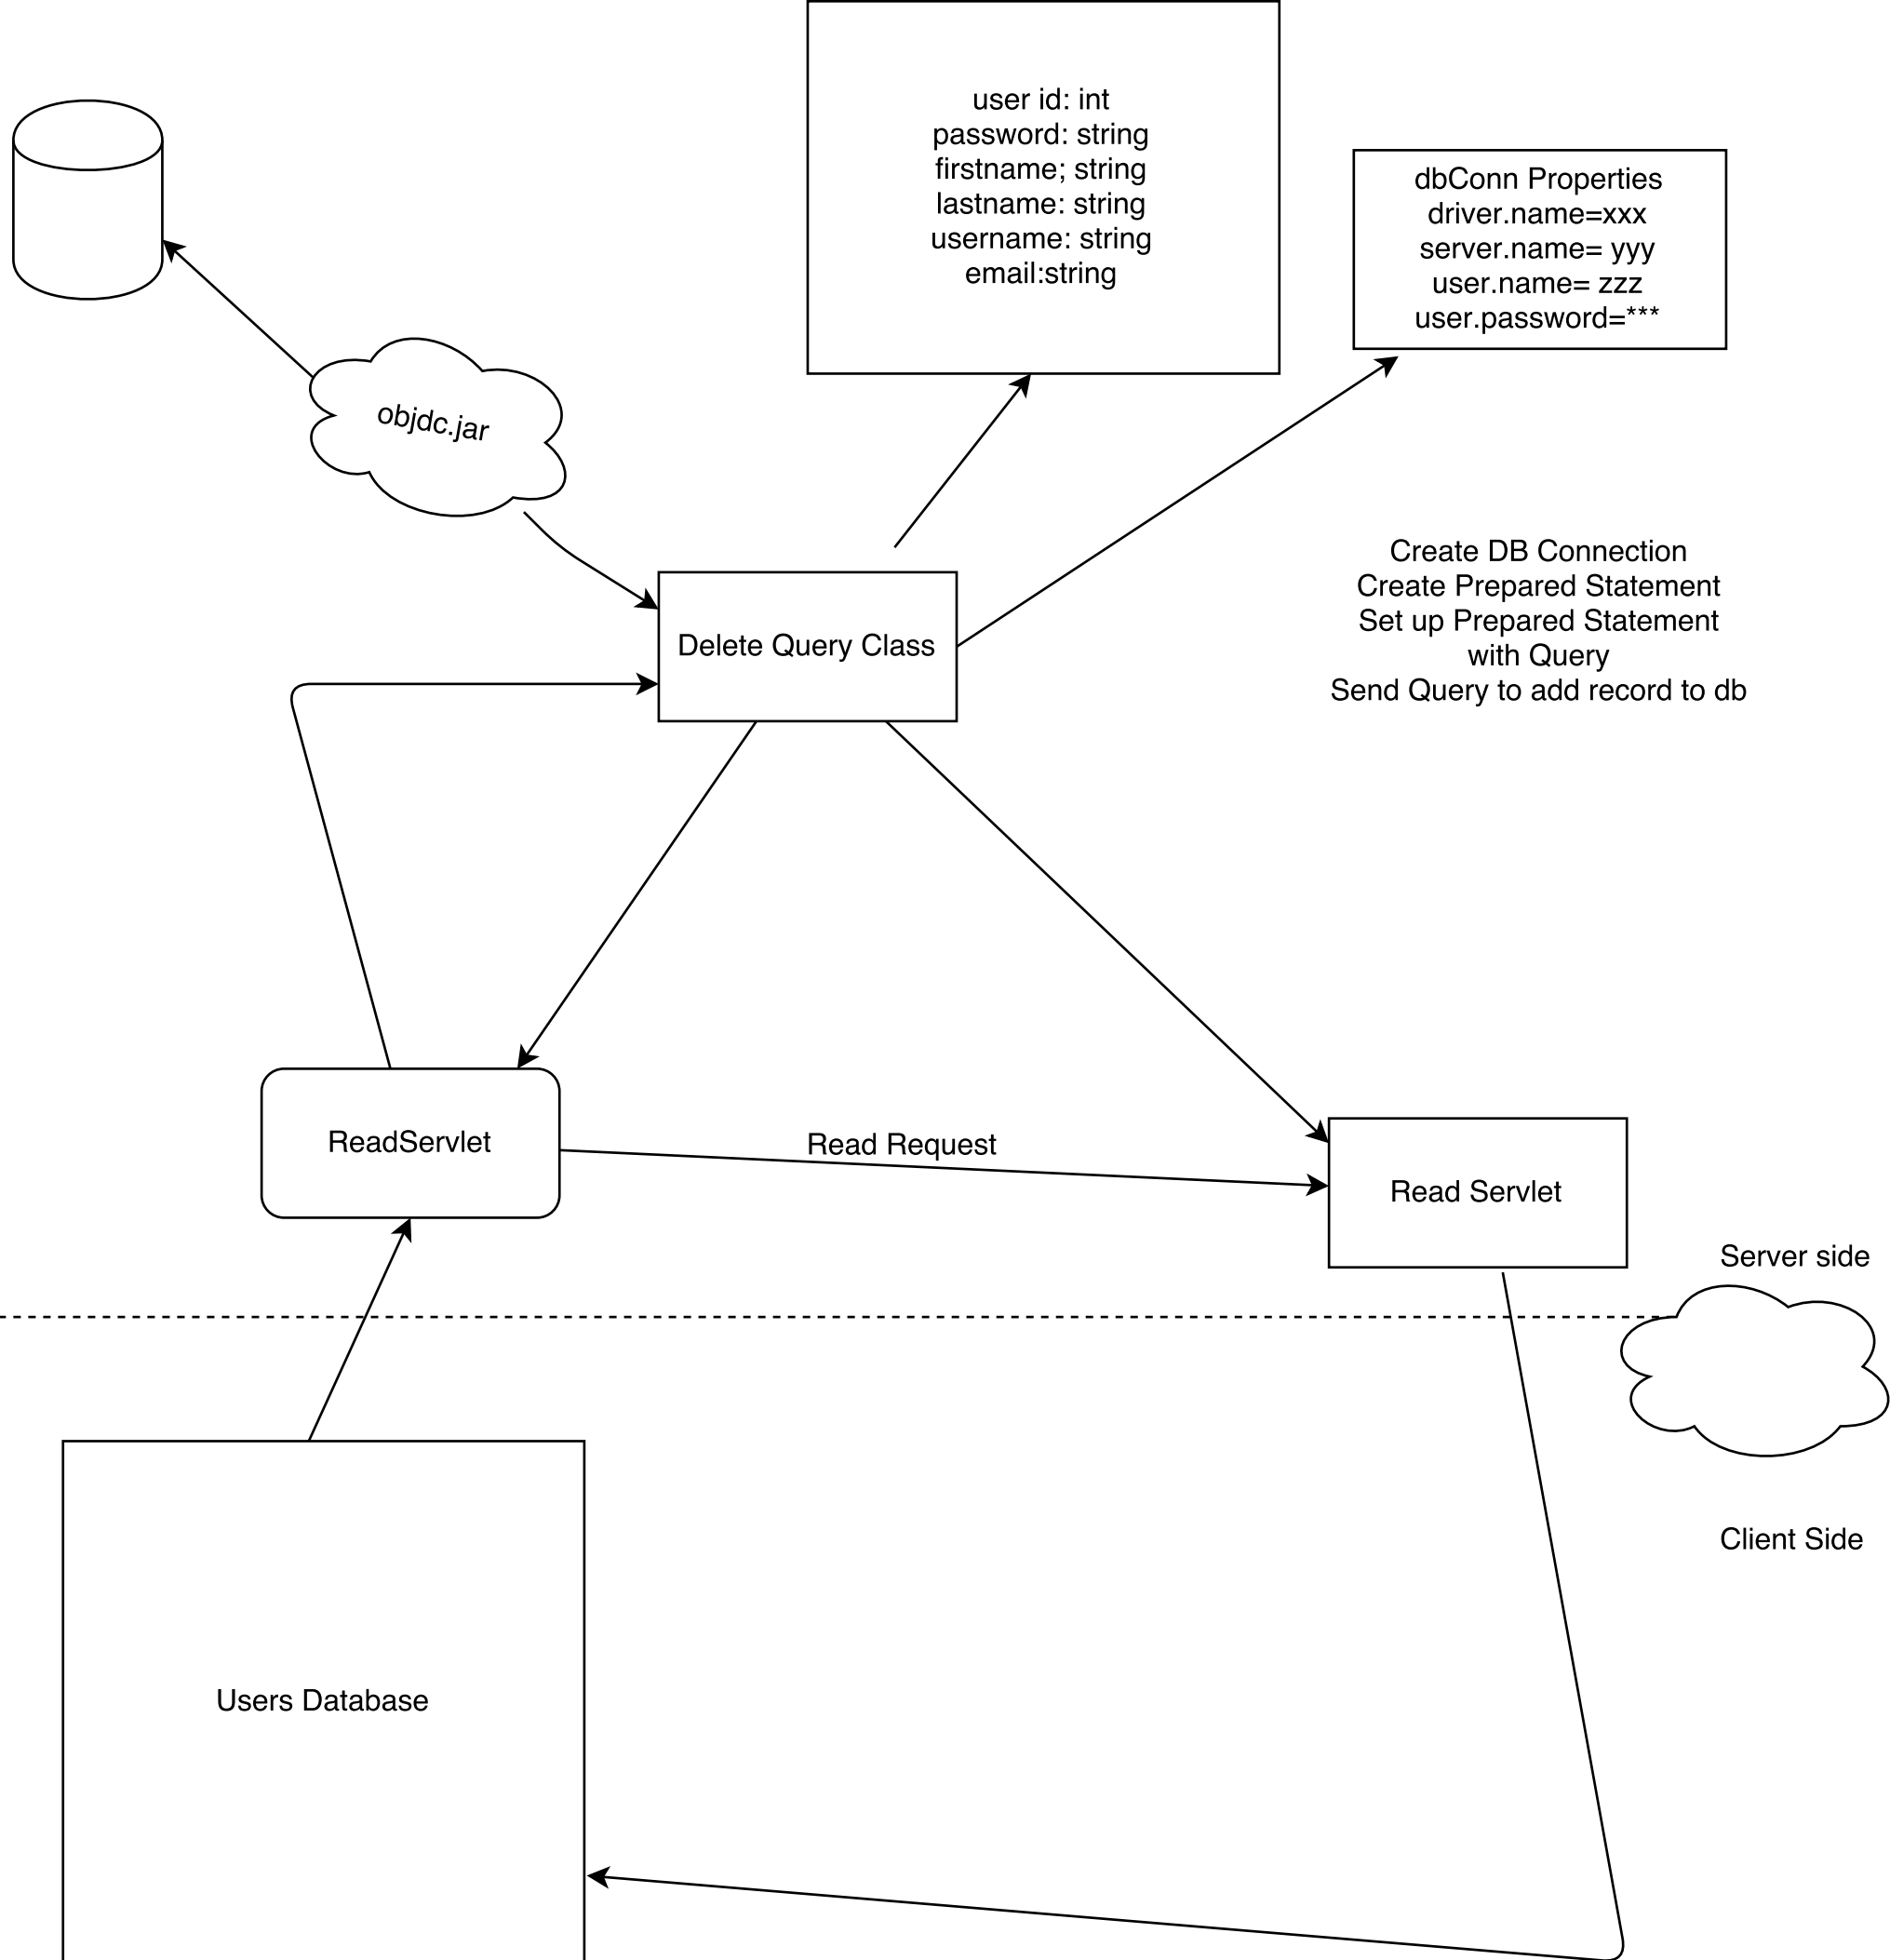 user id: int
password: string
firstname; string
lastname: string
username: string
email:string
dbConn Properties
driver.name=xxx
server.name= yyy
user.name= zzz
user.password=***
objdc.jar
Create DB Connection
Create Prepared Statement
Set up Prepared Statement
with Query
Send Query to add record to db
Delete Query Class
ReadServlet
Read Request
Read Servlet
Server side
Client Side
Users Database